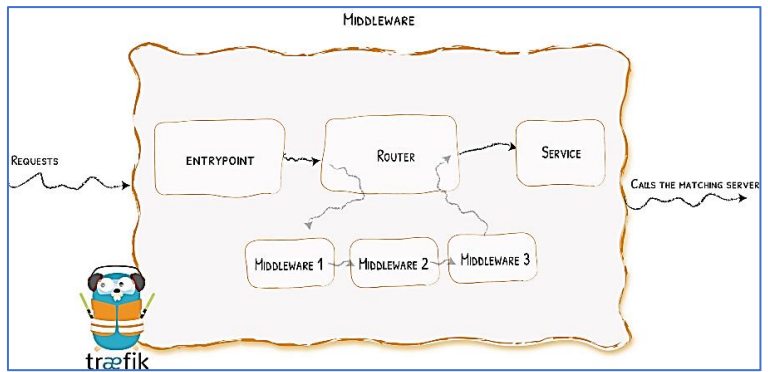 MIDDLEWARE
REQUESTS
ENTRYPOINT
ROUTER
SERVICE
CALLS THE MATCHING SERVER
MIDDLEWARE 1
MIDDLEWARE 2
MIDDLEWARE 3
træfik